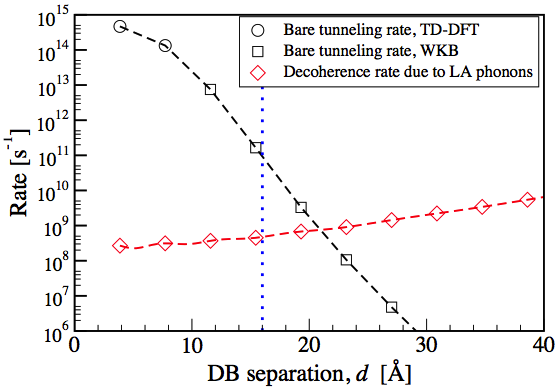 10^15
10^14
10^13
10^12
10^11
10^10
10^9
10^8
10^7
10^6
Rate [s^-1]
Bare tunneling rate, TD-DFT
Bare tunneling rate, WKB
Decoherence rate due to LA phonons
0 10 20 30 40
DB separation, d [Å]